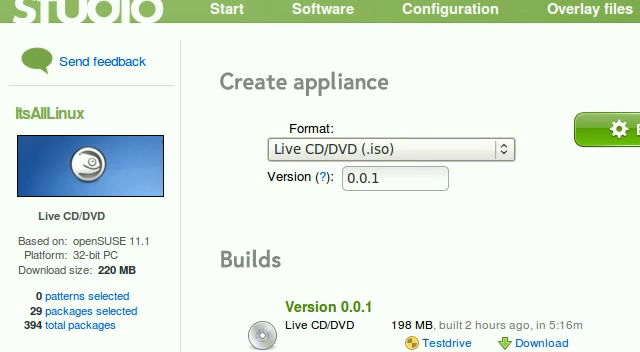 STUDIO
Start Software Configuration Overlay files
Send feedback
Create appliance
ItsAllLinux
Format:
Live CD/DVD (.iso)
Version (?): 0.0.1
Live CD/DVD
Based on: openSUSE 11.1
Platform: 32-bit PC
Download size: 220 MB
0 patterns selected
29 packages selected
394 total packages
Builds
Version 0.0.1
Live CD/DVD 198 MB, built 2 hours ago, in 5:16m
Testdrive Download